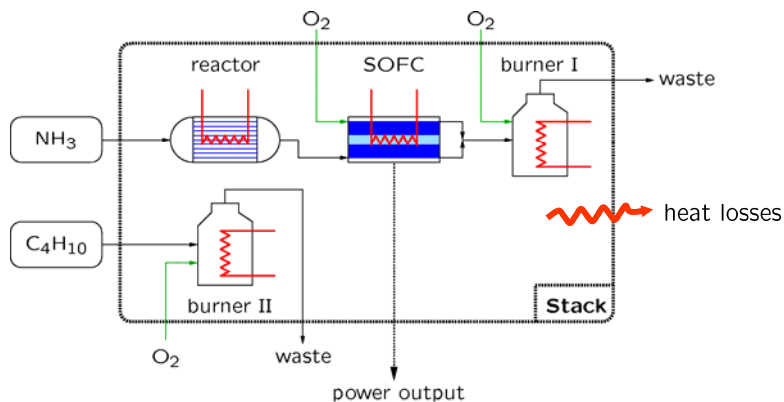 O₂
O₂
reactor
SOFC
burner I
waste
NH₃
heat losses
C₄H₁₀
burner II
Stack
O₂
waste
power output